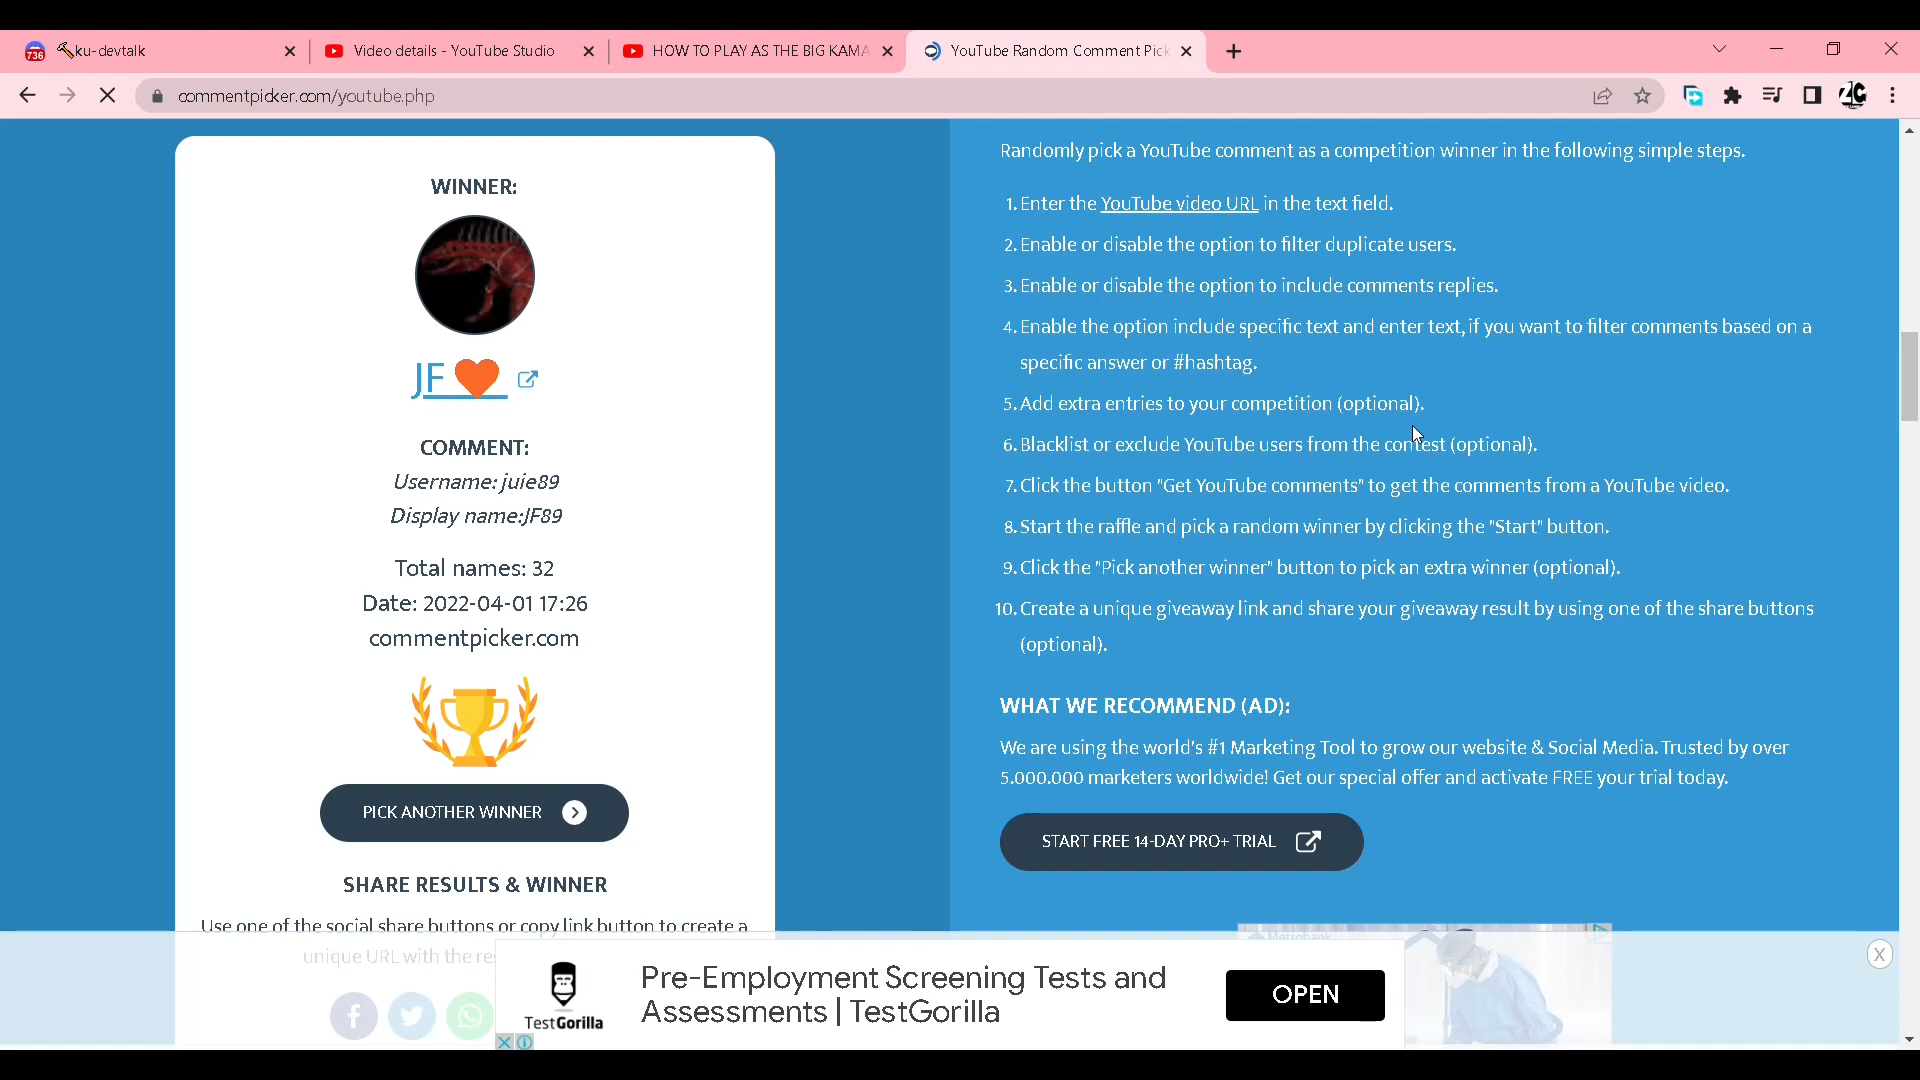 736
ku-devtalk
Video details - YouTube Studio
HOW TO PLAY AS THE BIG KAMA
YouTube Random Comment Pick
commentpicker.com/youtube.php
WINNER:
JF
COMMENT:
Username: juie89
Display name:JF89
Total names: 32
Date: 2022-04-01 17:26
commentpicker.com
PICK ANOTHER WINNER
SHARE RESULTS & WINNER
Use one of the social share buttons or copy link button to create a
unique URL with the res
Randomly pick a YouTube comment as a competition winner in the following simple steps.
1. Enter the YouTube video URL in the text field.
2. Enable or disable the option to filter duplicate users.
3. Enable or disable the option to include comments replies.
4. Enable the option include specific text and enter text, if you want to filter comments based on a
specific answer or #hashtag.
5. Add extra entries to your competition (optional).
6. Blacklist or exclude YouTube users from the contest (optional).
7. Click the button "Get YouTube comments" to get the comments from a YouTube video.
8. Start the raffle and pick a random winner by clicking the "Start" button.
9. Click the "Pick another winner" button to pick an extra winner (optional).
10. Create a unique giveaway link and share your giveaway result by using one of the share buttons
(optional).
WHAT WE RECOMMEND (AD):
We are using the world's #1 Marketing Tool to grow our website & Social Media. Trusted by over
5.000.000 marketers worldwide! Get our special offer and activate FREE your trial today.
START FREE 14-DAY PRO+ TRIAL
Metrobank
TestGorilla
Pre-Employment Screening Tests and
Assessments | TestGorilla
OPEN
X